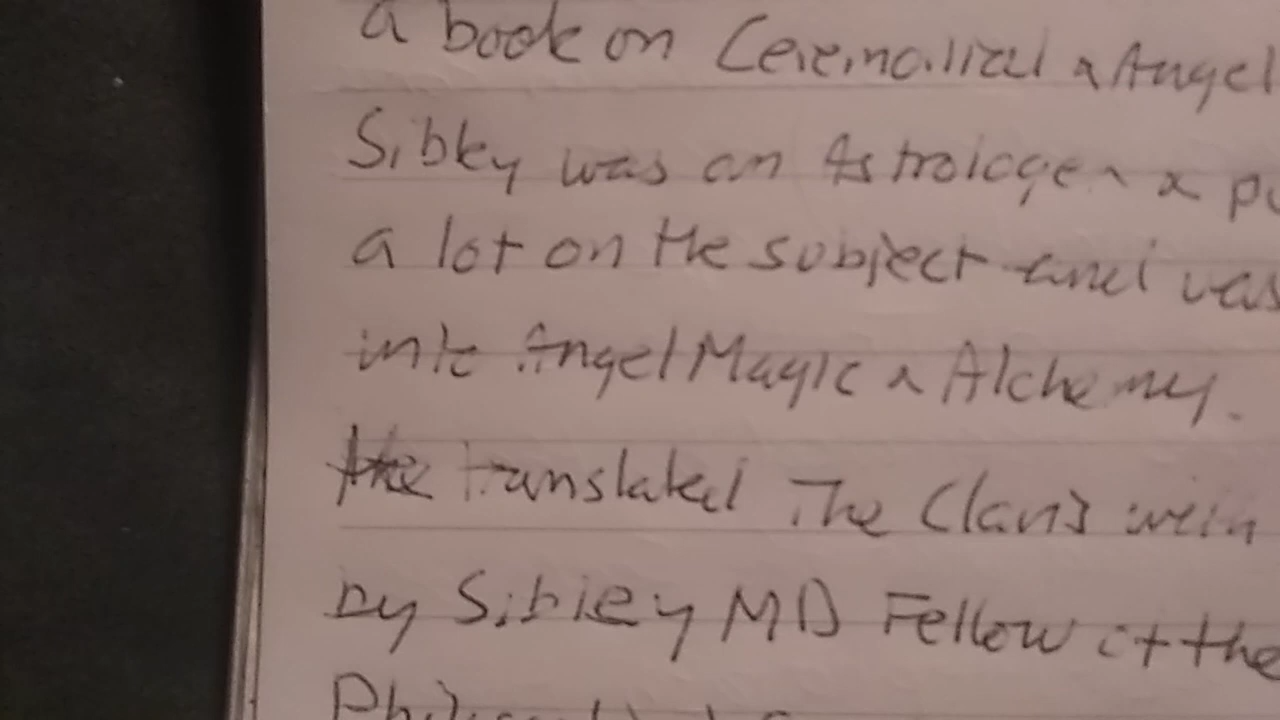 a book on Ceremonial & Angel
Sibley was an Astrologer &
a lot on the subject and was
into Angel Magic & Alchemy.
the translated The Clavis
by Sibley MD Fellow of the